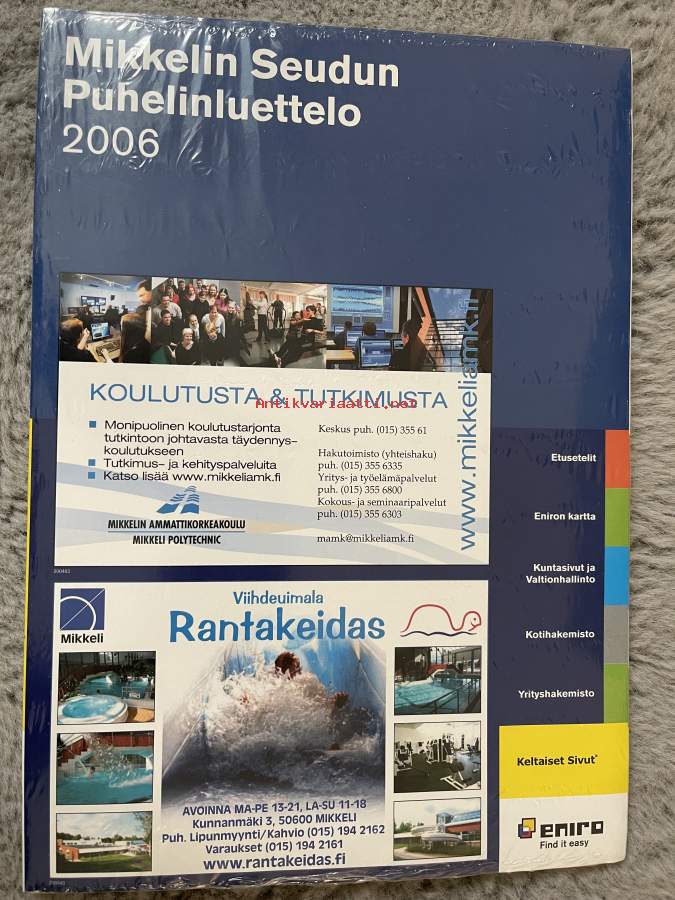 Mikkelin Seudun
Puhelinluettelo
2006
KOULUTUSTA & TUTKIMUSTA
Antikvariaatti.net
Monipuolinen koulutustarjonta
tutkintoon johtavasta täydennys-
koulutukseen
Tutkimus- ja kehityspalveluita
Katso lisää www.mikkeliamk.fi
MIKKELIN AMMATTIKORKEAKOULU
MIKKELI POLYTECHNIC
Keskus puh. (015) 355 61
Hakutoimisto (yhteishaku)
puh. (015) 355 6335
Yritys- ja työelämäpalvelut
puh. (015) 355 6800
Kokous- ja seminaaripalvelut
puh. (015) 355 6303
mamk@mikkeliamk.fi
www.mikkeliamk.fi
Etusetelit
Eniron kartta
Kuntasivut ja
Valtionhallinto
Kotihakemisto
Yrityshakemisto
Keltaiset Sivut*
eniro
Find it easy
Mikkeli
Viihdeuimala
Rantakeidas
AVOINNA MA-PE 13-21, LA-SU 11-18
Kunnanmäki 3, 50600 MIKKELI
Puh. Lipunmyynti/Kahvio (015) 194 2162
Varaukset (015) 194 2161
www.rantakeidas.fi